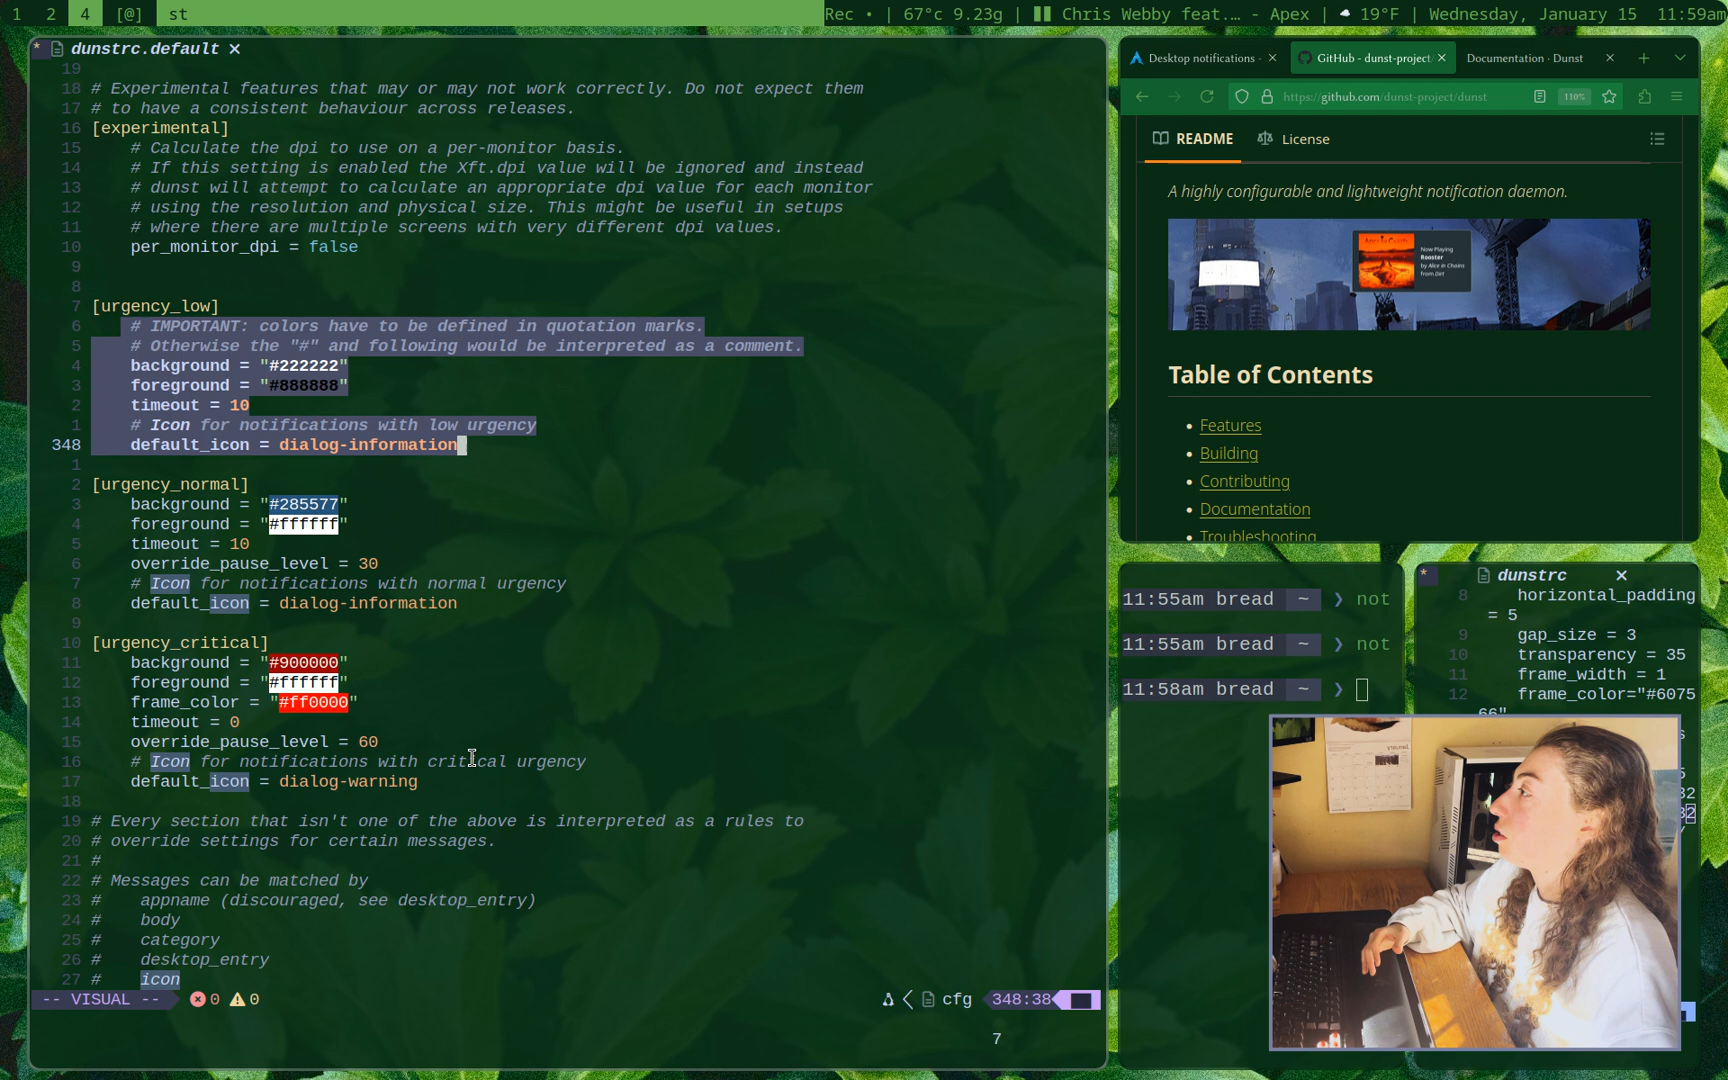 1 2 4 [@] st
Rec • | 67°c 9.23g | Chris Webby feat.… - Apex | 19°F | Wednesday, January 15 11:59am
* dunstrc.default ✕
19
18 # Experimental features that may or may not work correctly. Do not expect them
17 # to have a consistent behaviour across releases.
16 [experimental]
15 # Calculate the dpi to use on a per-monitor basis.
14 # If this setting is enabled the Xft.dpi value will be ignored and instead
13 # dunst will attempt to calculate an appropriate dpi value for each monitor
12 # using the resolution and physical size. This might be useful in setups
11 # where there are multiple screens with very different dpi values.
10 per_monitor_dpi = false
9
8
7 [urgency_low]
6 # IMPORTANT: colors have to be defined in quotation marks.
5 # Otherwise the "#" and following would be interpreted as a comment.
4 background = "#222222"
3 foreground = "#888888"
2 timeout = 10
1 # Icon for notifications with low urgency
348 default_icon = dialog-information
1
2 [urgency_normal]
3 background = "#285577"
4 foreground = "#ffffff"
5 timeout = 10
6 override_pause_level = 30
7 # Icon for notifications with normal urgency
8 default_icon = dialog-information
9
10 [urgency_critical]
11 background = "#900000"
12 foreground = "#ffffff"
13 frame_color = "#ff0000"
14 timeout = 0
15 override_pause_level = 60
16 # Icon for notifications with critical urgency
17 default_icon = dialog-warning
18
19 # Every section that isn't one of the above is interpreted as a rules to
20 # override settings for certain messages.
21 #
22 # Messages can be matched by
23 # appname (discouraged, see desktop_entry)
24 # body
25 # category
26 # desktop_entry
27 # icon
-- VISUAL -- 0 0 cfg 348:38
7
Desktop notifications - ✕ GitHub - dunst-project ✕ Documentation · Dunst ✕
https://github.com/dunst-project/dunst 110%
README License
A highly configurable and lightweight notification daemon.
Now Playing
Rooster
by Alice in Chains
from Dirt
Table of Contents
• Features
• Building
• Contributing
• Documentation
• Troubleshooting
11:55am bread ~ ❯ not
11:55am bread ~ ❯ not
11:58am bread ~ ❯
* dunstrc ✕
8 horizontal_padding
= 5
9 gap_size = 3
10 transparency = 35
11 frame_width = 1
12 frame_color="#6075
66"